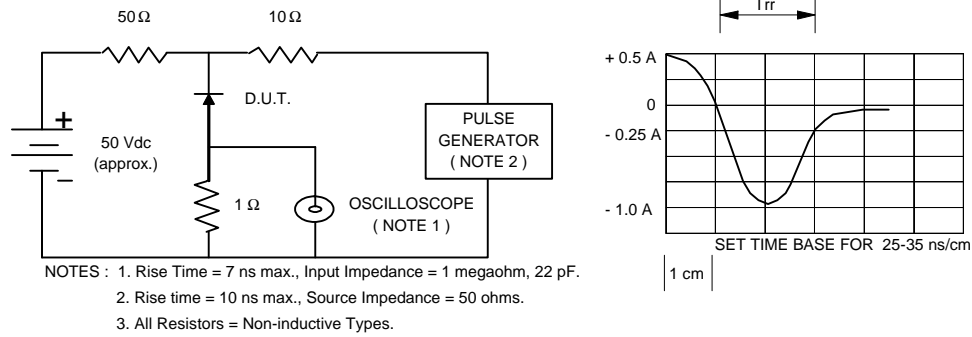 50 Ω
10 Ω
Trr
+
50 Vdc
(approx.)
−
D.U.T.
1 Ω
OSCILLOSCOPE
( NOTE 1 )
PULSE
GENERATOR
( NOTE 2 )
+ 0.5 A
0
- 0.25 A
- 1.0 A
SET TIME BASE FOR 25-35 ns/cm
1 cm
NOTES : 1. Rise Time = 7 ns max., Input Impedance = 1 megaohm, 22 pF.
2. Rise time = 10 ns max., Source Impedance = 50 ohms.
3. All Resistors = Non-inductive Types.